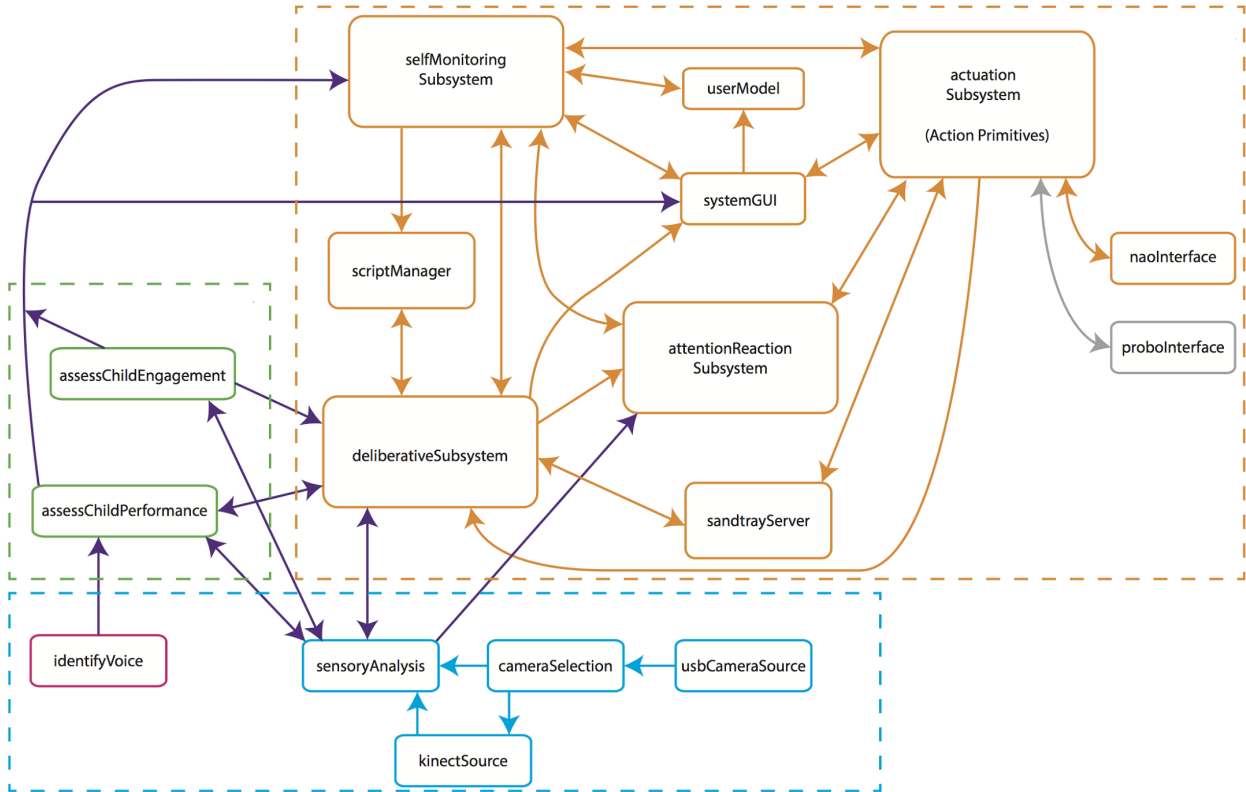 selfMonitoring
Subsystem
userModel
actuation
Subsystem
(Action Primitives)
systemGUI
scriptManager
naoInterface
attentionReaction
Subsystem
proboInterface
assessChildEngagement
deliberativeSubsystem
assessChildPerformance
sandtrayServer
identifyVoice
sensoryAnalysis
cameraSelection
usbCameraSource
kinectSource